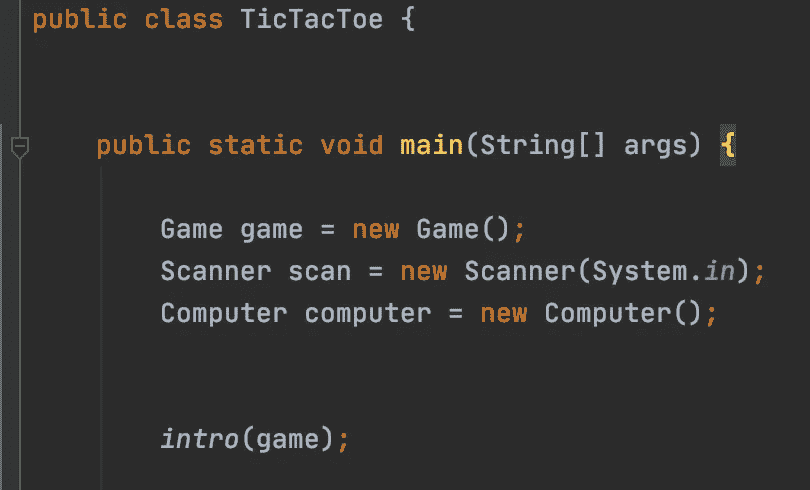 public class TicTacToe {
public static void main(String[] args) {
Game game = new Game();
Scanner scan = new Scanner(System.in);
Computer computer = new Computer();
intro(game);